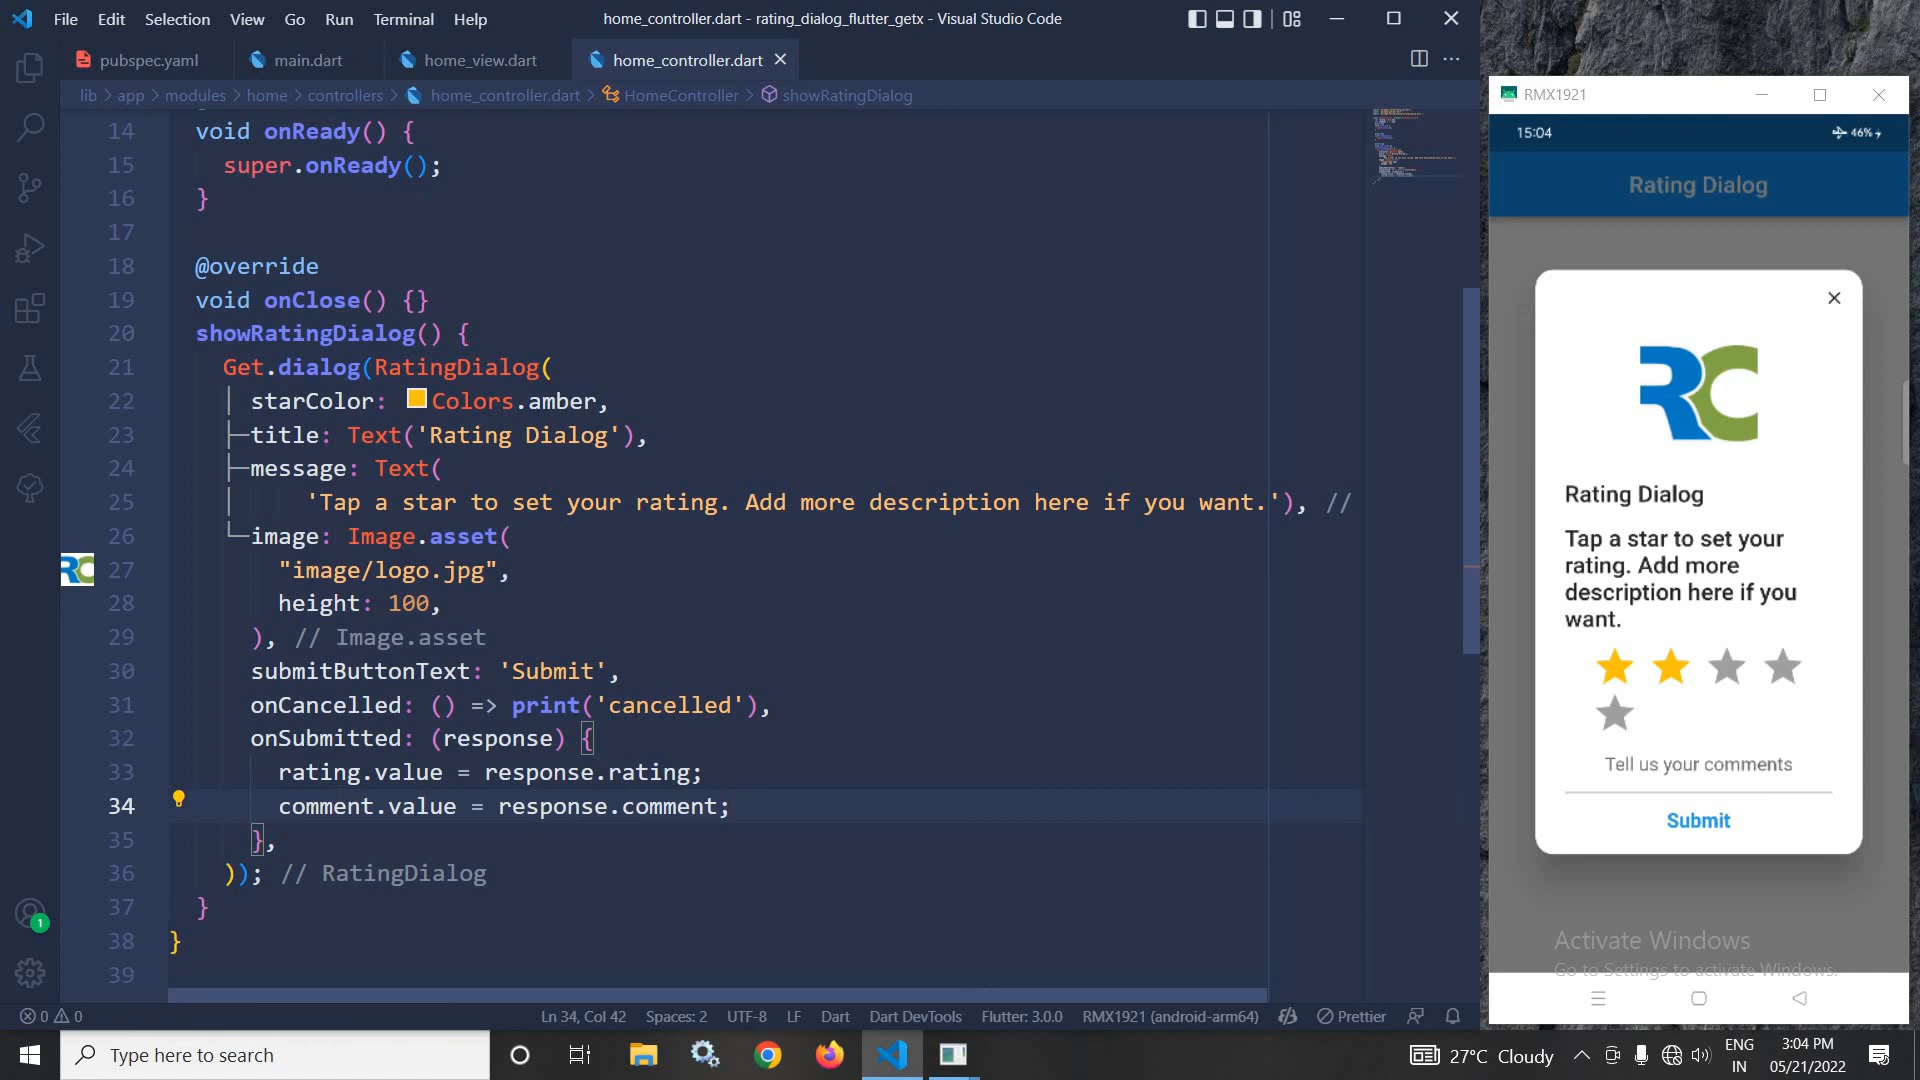 File Edit Selection View Go Run Terminal Help
home_controller.dart - rating_dialog_flutter_getx - Visual Studio Code
pubspec.yaml
main.dart
home_view.dart
home_controller.dart
lib > app > modules > home > controllers > home_controller.dart > HomeController > showRatingDialog
14 void onReady() {
15 super.onReady();
16 }
17
18 @override
19 void onClose() {}
20 showRatingDialog() {
21 Get.dialog(RatingDialog(
22 starColor: Colors.amber,
23 title: Text('Rating Dialog'),
24 message: Text(
25 'Tap a star to set your rating. Add more description here if you want.'), //
26 image: Image.asset(
27 "image/logo.jpg",
28 height: 100,
29 ), // Image.asset
30 submitButtonText: 'Submit',
31 onCancelled: () => print('cancelled'),
32 onSubmitted: (response) {
33 rating.value = response.rating;
34 comment.value = response.comment;
35 },
36 )); // RatingDialog
37 }
38 }
39
RC
1
0 0
Ln 34, Col 42 Spaces: 2 UTF-8 LF Dart Dart DevTools Flutter: 3.0.0 RMX1921 (android-arm64) Prettier
RMX1921
15:04
46%
Rating Dialog
RC
Rating Dialog
Tap a star to set your
rating. Add more
description here if you
want.
Tell us your comments
Submit
Activate Windows
Go to Settings to activate Windows.
Type here to search
27°C Cloudy
ENG
IN
3:04 PM
05/21/2022